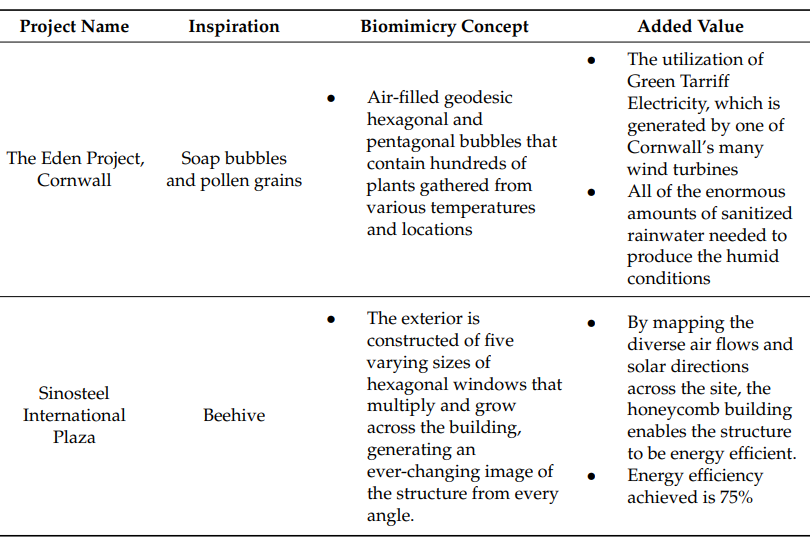 Project Name Inspiration Biomimicry Concept Added Value
The Eden Project,
Cornwall
Soap bubbles
and pollen grains
• Air-filled geodesic
hexagonal and
pentagonal bubbles that
contain hundreds of
plants gathered from
various temperatures
and locations
• The utilization of
Green Tarriff
Electricity, which is
generated by one of
Cornwall's many
wind turbines
• All of the enormous
amounts of sanitized
rainwater needed to
produce the humid
conditions
Sinosteel
International
Plaza
Beehive
• The exterior is
constructed of five
varying sizes of
hexagonal windows that
multiply and grow
across the building,
generating an
ever-changing image of
the structure from every
angle.
• By mapping the
diverse air flows and
solar directions
across the site, the
honeycomb building
enables the structure
to be energy efficient.
• Energy efficiency
achieved is 75%